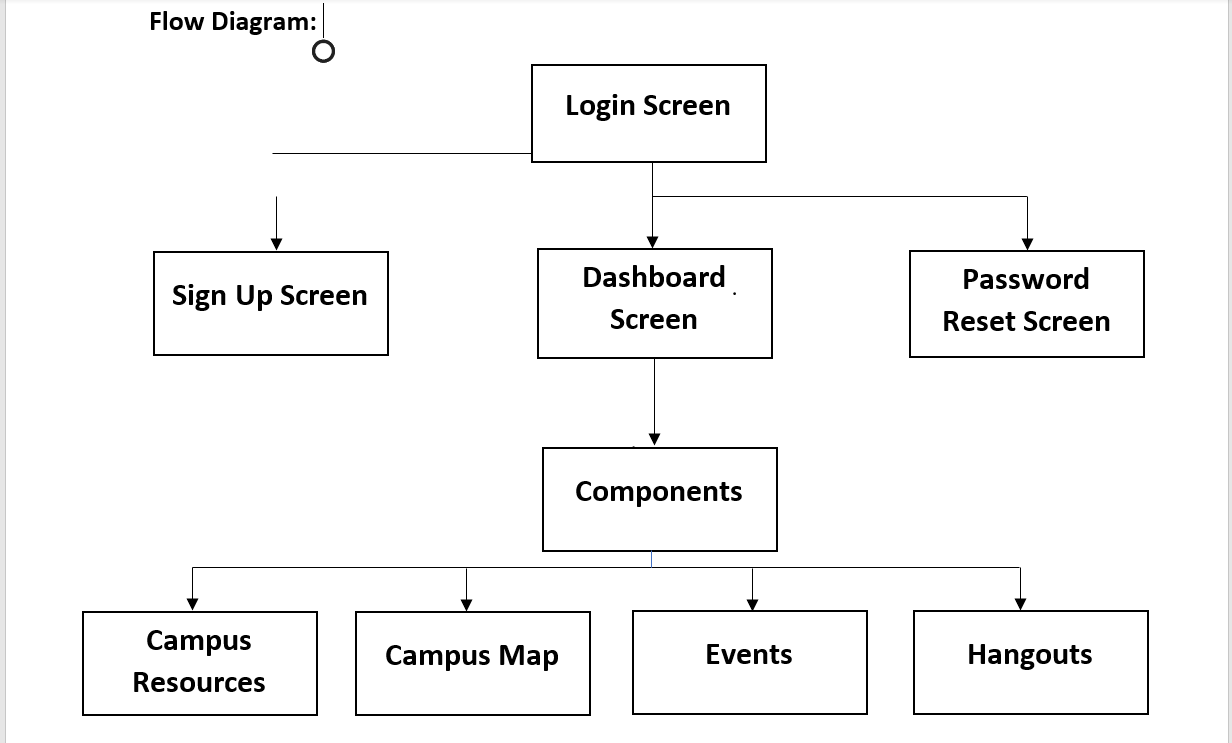 Flow Diagram:
Login Screen
Sign Up Screen
Dashboard
Screen
Password
Reset Screen
Components
Campus
Resources
Campus Map
Events
Hangouts